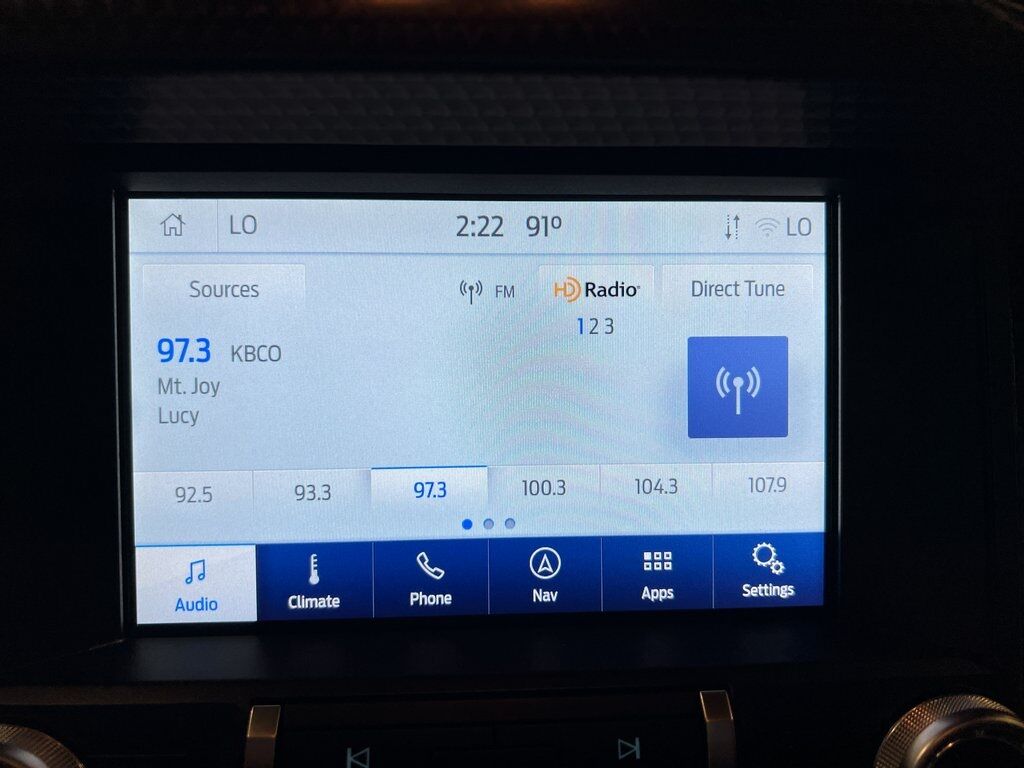 LO 2:22 91° LO
Sources FM HD Radio Direct Tune
1 2 3
97.3 KBCO
Mt. Joy
Lucy
92.5 93.3 97.3 100.3 104.3 107.9
Audio Climate Phone Nav Apps Settings